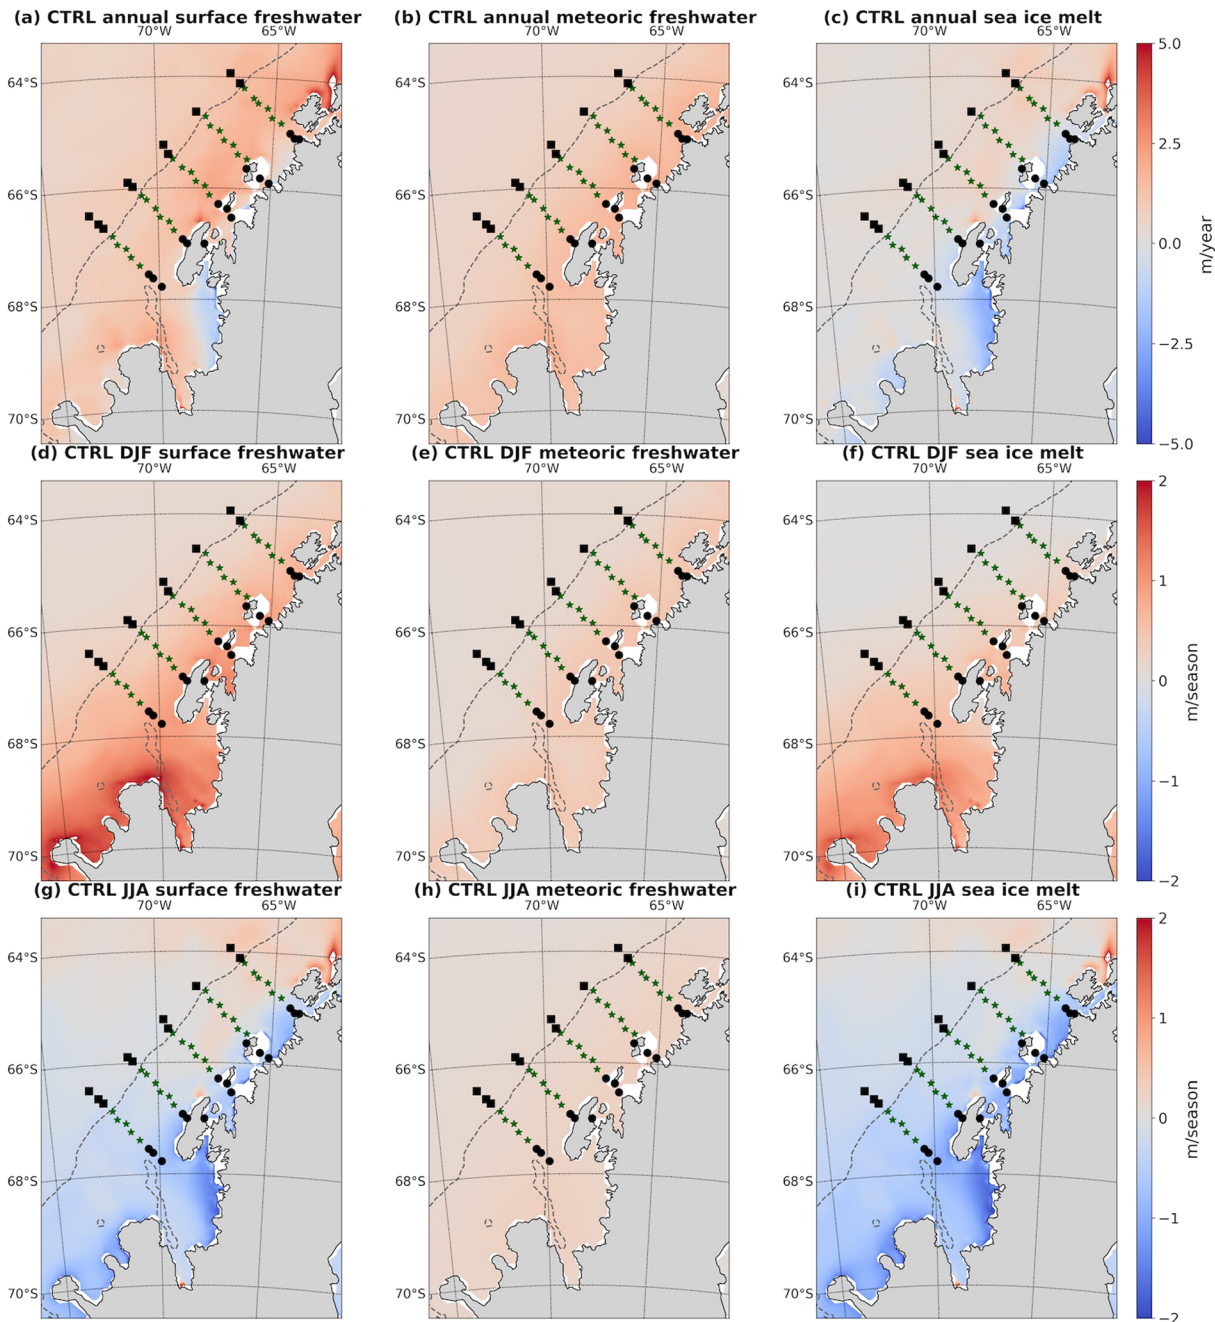 (a) CTRL annual surface freshwater
(b) CTRL annual meteoric freshwater
(c) CTRL annual sea ice melt
70°W 65°W
70°W 65°W
70°W 65°W
64°S
66°S
68°S
70°S
64°S
66°S
68°S
70°S
64°S
66°S
68°S
70°S
5.0
2.5
0.0
−2.5
−5.0
m/year
(d) CTRL DJF surface freshwater
(e) CTRL DJF meteoric freshwater
(f) CTRL DJF sea ice melt
70°W 65°W
70°W 65°W
70°W 65°W
64°S
66°S
68°S
70°S
64°S
66°S
68°S
70°S
64°S
66°S
68°S
70°S
2
1
0
−1
−2
m/season
(g) CTRL JJA surface freshwater
(h) CTRL JJA meteoric freshwater
(i) CTRL JJA sea ice melt
70°W 65°W
70°W 65°W
70°W 65°W
64°S
66°S
68°S
70°S
64°S
66°S
68°S
70°S
64°S
66°S
68°S
70°S
2
1
0
−1
−2
m/season